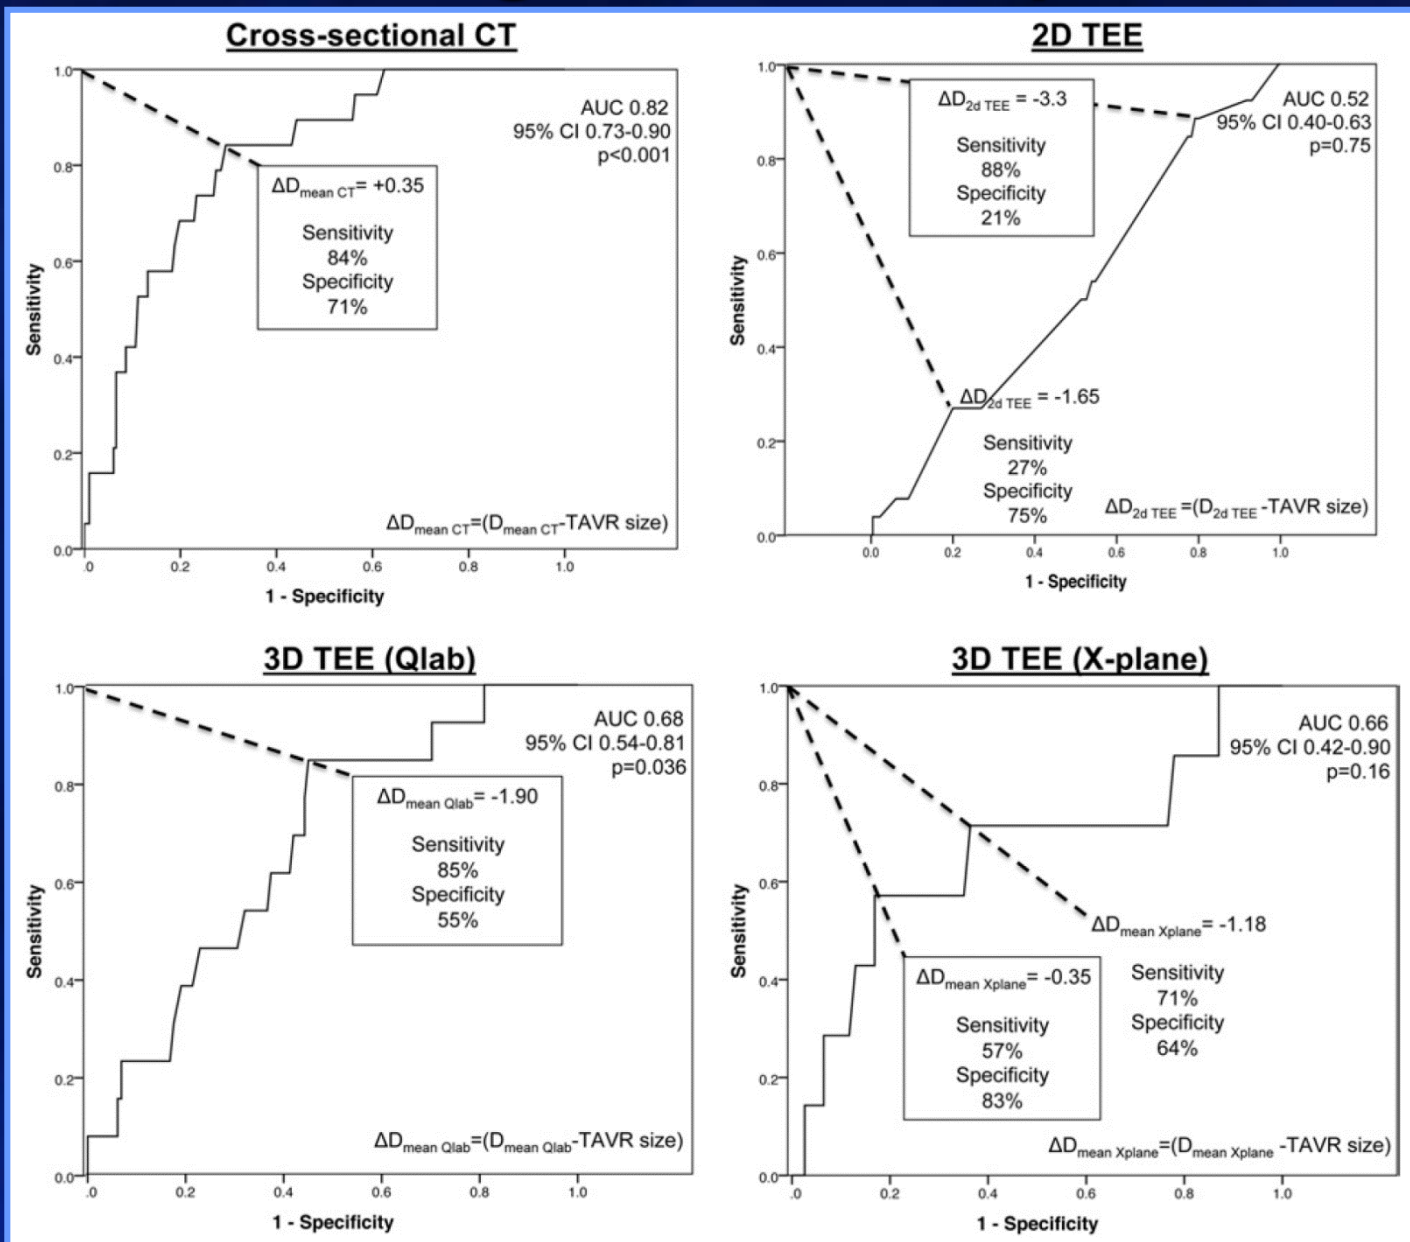 Cross-sectional CT
1.0
0.8
0.6
0.4
0.2
0.0
Sensitivity
AUC 0.82
95% CI 0.73-0.90
p<0.001
ΔDmean CT= +0.35
Sensitivity
84%
Specificity
71%
ΔDmean CT=(Dmean CT-TAVR size)
.0 0.2 0.4 0.6 0.8 1.0
1 - Specificity
2D TEE
1.0
0.8
0.6
0.4
0.2
0.0
Sensitivity
ΔD2d TEE = -3.3
Sensitivity
88%
Specificity
21%
AUC 0.52
95% CI 0.40-0.63
p=0.75
ΔD2d TEE = -1.65
Sensitivity
27%
Specificity
75%
ΔD2d TEE =(D2d TEE -TAVR size)
0.0 0.2 0.4 0.6 0.8 1.0
1 - Specificity
3D TEE (Qlab)
1.0
0.8
0.6
0.4
0.2
0.0
Sensitivity
AUC 0.68
95% CI 0.54-0.81
p=0.036
ΔDmean Qlab= -1.90
Sensitivity
85%
Specificity
55%
ΔDmean Qlab=(Dmean Qlab-TAVR size)
.0 0.2 0.4 0.6 0.8 1.0
1 - Specificity
3D TEE (X-plane)
1.0
0.8
0.6
0.4
0.2
0.0
Sensitivity
AUC 0.66
95% CI 0.42-0.90
p=0.16
ΔDmean Xplane= -1.18
Sensitivity
71%
Specificity
64%
ΔDmean Xplane= -0.35
Sensitivity
57%
Specificity
83%
ΔDmean Xplane=(Dmean Xplane -TAVR size)
.0 0.2 0.4 0.6 0.8 1.0
1 - Specificity